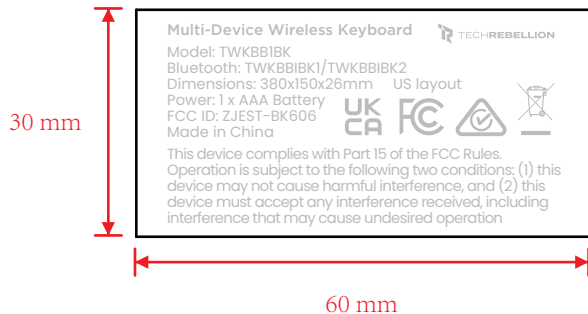 Multi-Device Wireless Keyboard TECHREBELLION
Model: TWKBB1BK
Bluetooth: TWKBBIBK1/TWKBBIBK2
Dimensions: 380x150x26mm US layout
Power: 1 x AAA Battery
FCC ID: ZJEST-BK606
Made in China
UK
CA
FC
This device complies with Part 15 of the FCC Rules.
Operation is subject to the following two conditions: (1) this
device may not cause harmful interference, and (2) this
device must accept any interference received, including
interference that may cause undesired operation
30 mm
60 mm